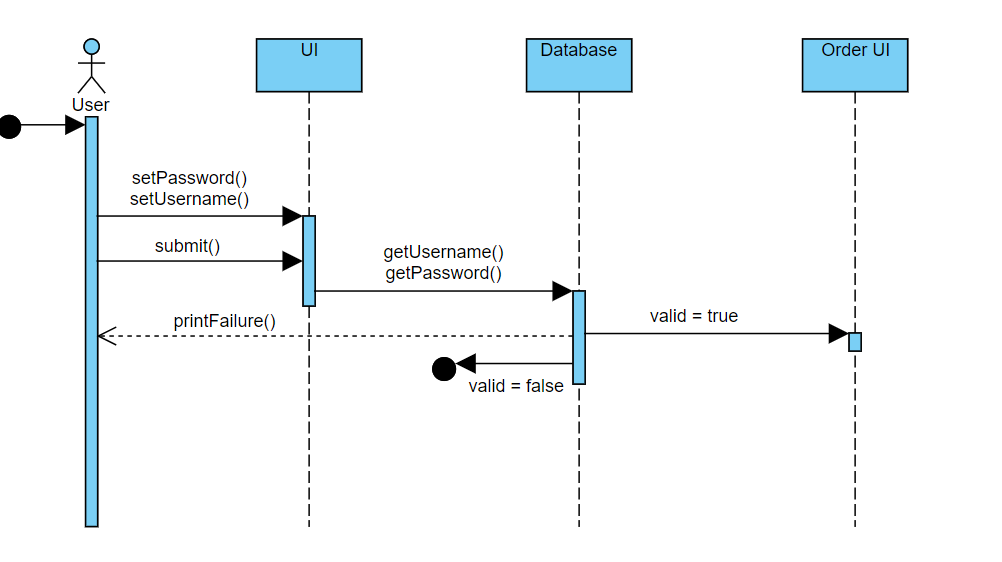 UI
Database
Order UI
User
setPassword()
setUsername()
submit()
getUsername()
getPassword()
valid = true
printFailure()
valid = false